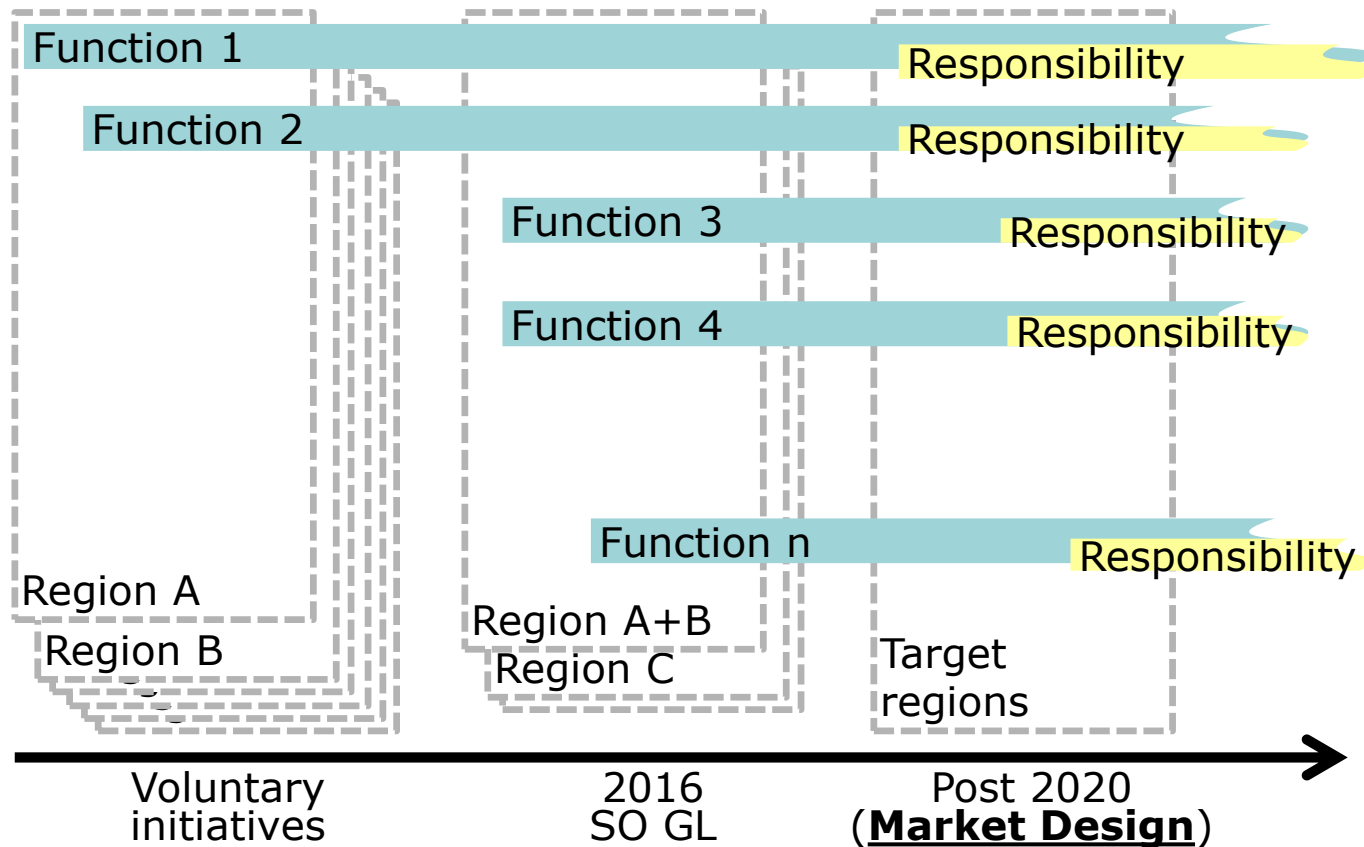 Function 1
Responsibility
Function 2
Responsibility
Function 3
Responsibility
Function 4
Responsibility
Function n
Responsibility
Region A
Region B
Region A+B
Region C
Target
regions
Voluntary
initiatives
2016
SO GL
Post 2020
(Market Design)